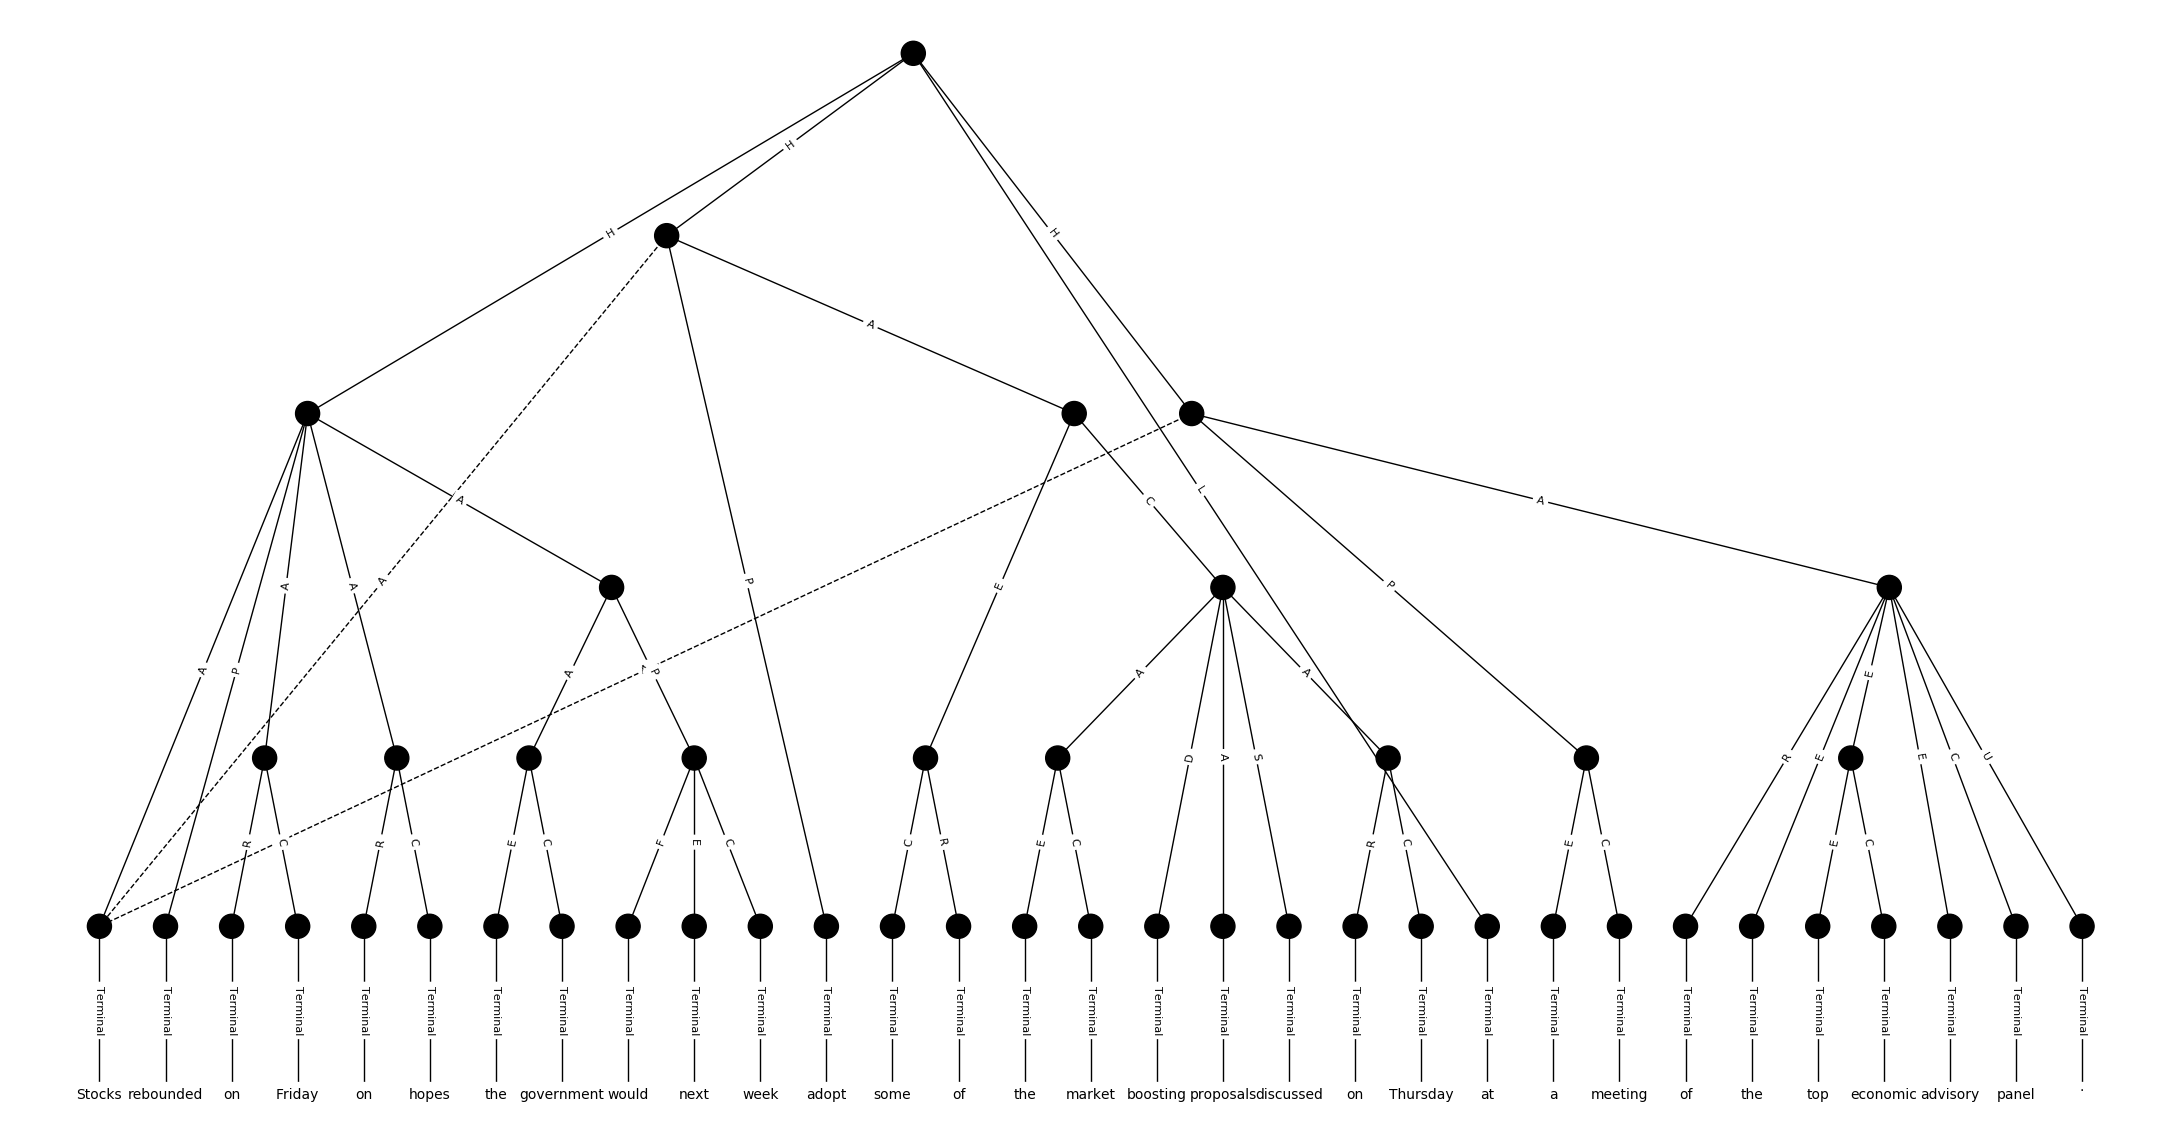 H
H H
A
A L C A
A A A E P P
A P A P A A
E
D A S R E E C U
R C R C E C F E C C R E C R C E C E C
Terminal Terminal Terminal Terminal Terminal Terminal Terminal Terminal Terminal Terminal Terminal Terminal Terminal Terminal Terminal Terminal Terminal Terminal Terminal Terminal Terminal Terminal Terminal Terminal Terminal Terminal Terminal Terminal Terminal Terminal Terminal
Stocks rebounded on Friday on hopes the government would next week adopt some of the market boosting proposals discussed on Thursday at a meeting of the top economic advisory panel .